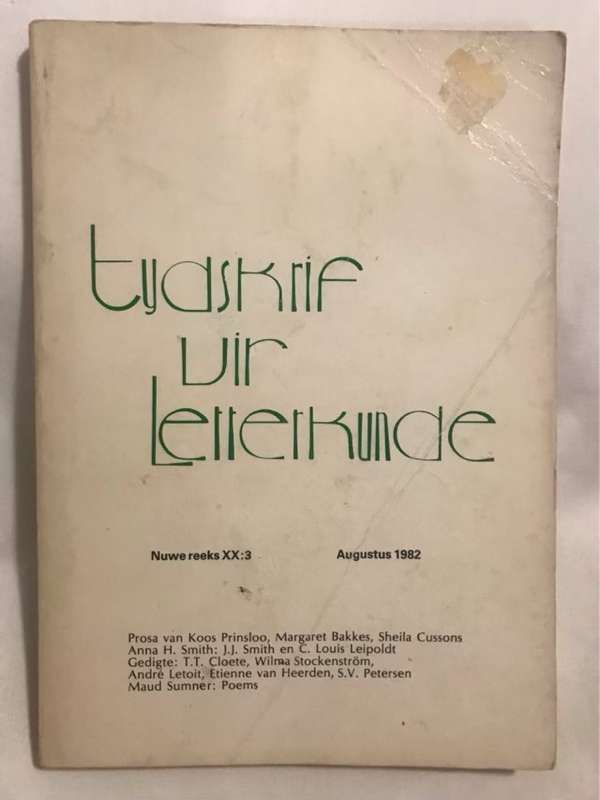 tydskrif
vir
letterkunde
Nuwe reeks XX:3 Augustus 1982
Prosa van Koos Prinsloo, Margaret Bakkes, Sheila Cussons
Anna H. Smith: J.J. Smith en C. Louis Leipoldt
Gedigte: T.T. Cloete, Wilma Stockenström,
André Letoit, Etienne van Heerden, S.V. Petersen
Maud Sumner: Poems